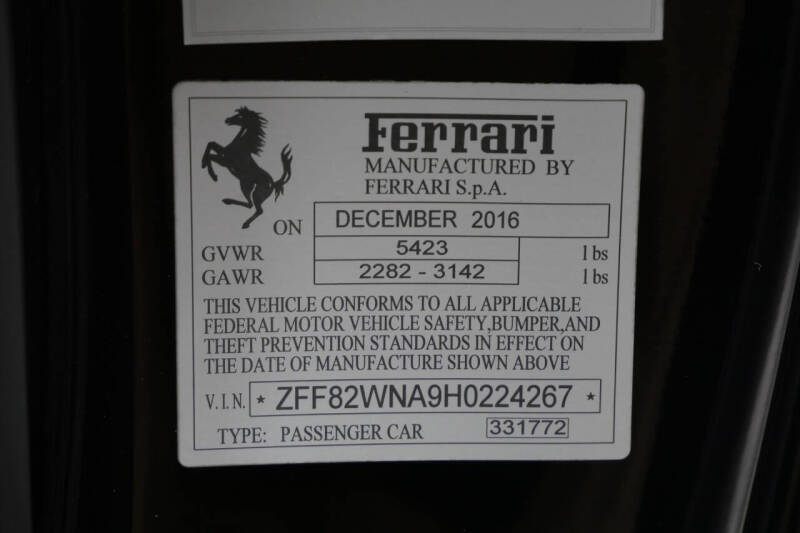 Ferrari
MANUFACTURED BY
FERRARI S.p.A.
ON DECEMBER 2016
GVWR 5423 lbs
GAWR 2282 - 3142 lbs
THIS VEHICLE CONFORMS TO ALL APPLICABLE
FEDERAL MOTOR VEHICLE SAFETY,BUMPER,AND
THEFT PREVENTION STANDARDS IN EFFECT ON
THE DATE OF MANUFACTURE SHOWN ABOVE
V.I.N. * ZFF82WNA9H0224267 *
TYPE: PASSENGER CAR 331772